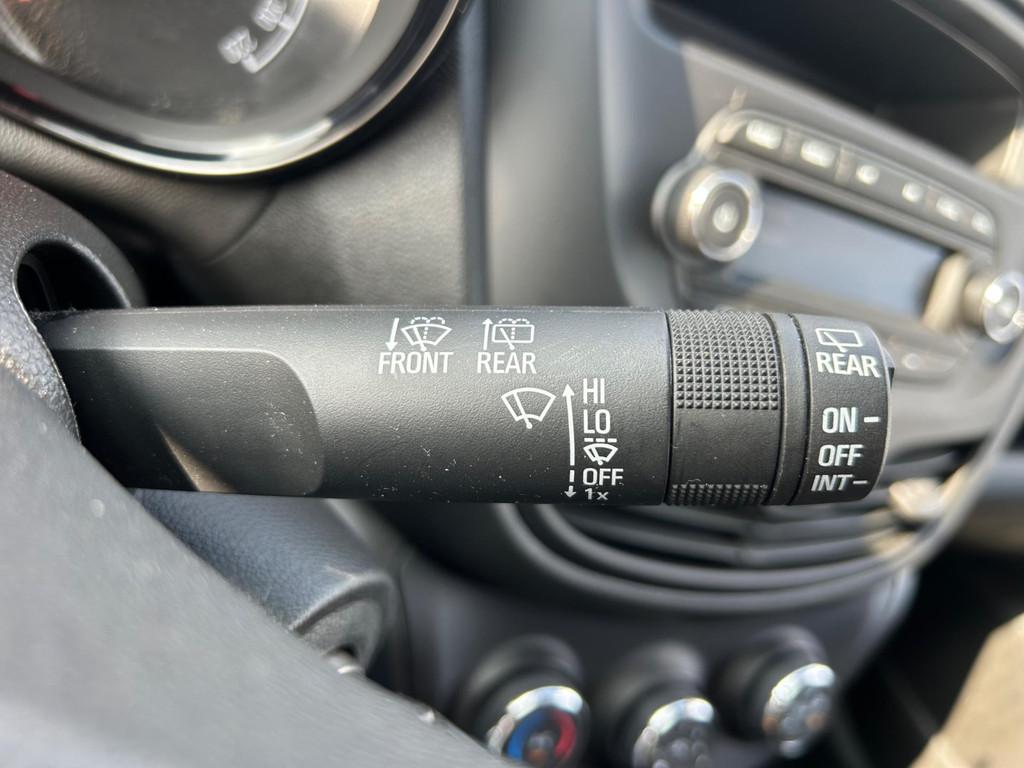 FRONT REAR
HI
LO
OFF
1x
REAR
ON
OFF
INT